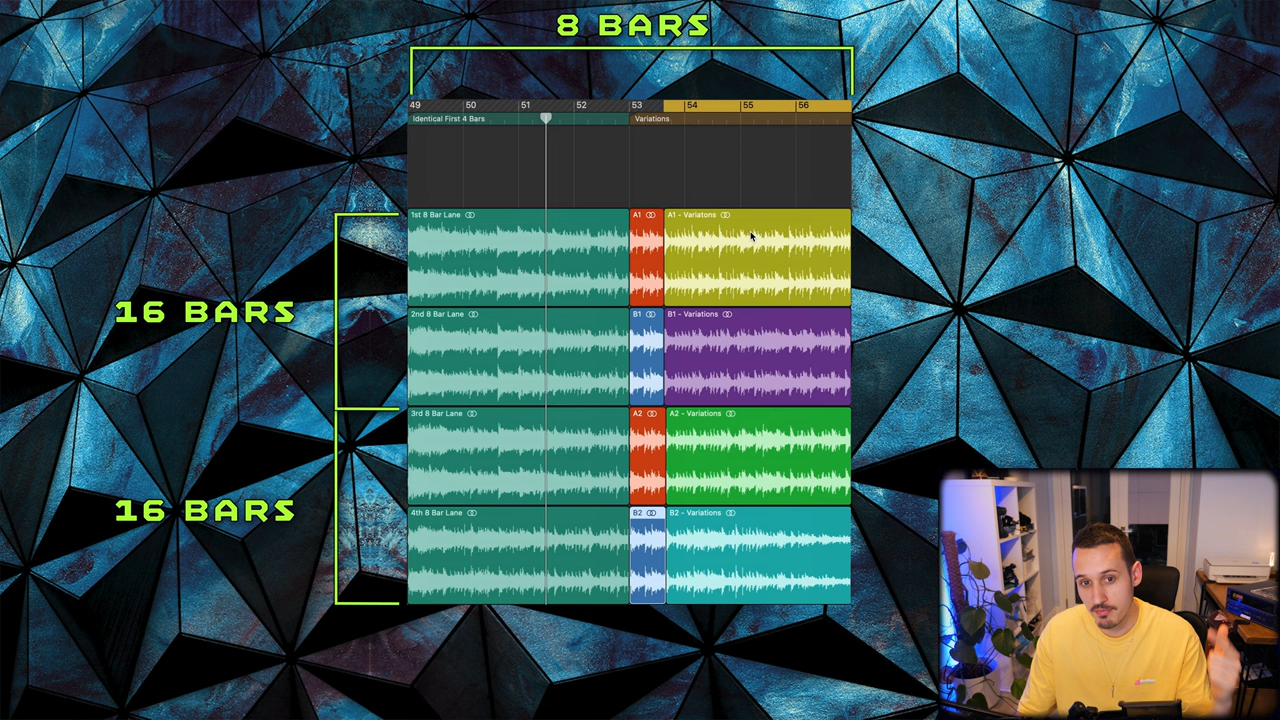 8 BARS
49 50 51 52 53 54 55 56
Identical First 4 Bars Variations
1st 8 Bar Lane A1 A1 - Variatons
2nd 8 Bar Lane B1 B1 - Variations
16 BARS
3rd 8 Bar Lane A2 A2 - Variations
16 BARS
4th 8 Bar Lane B2 B2 - Variations